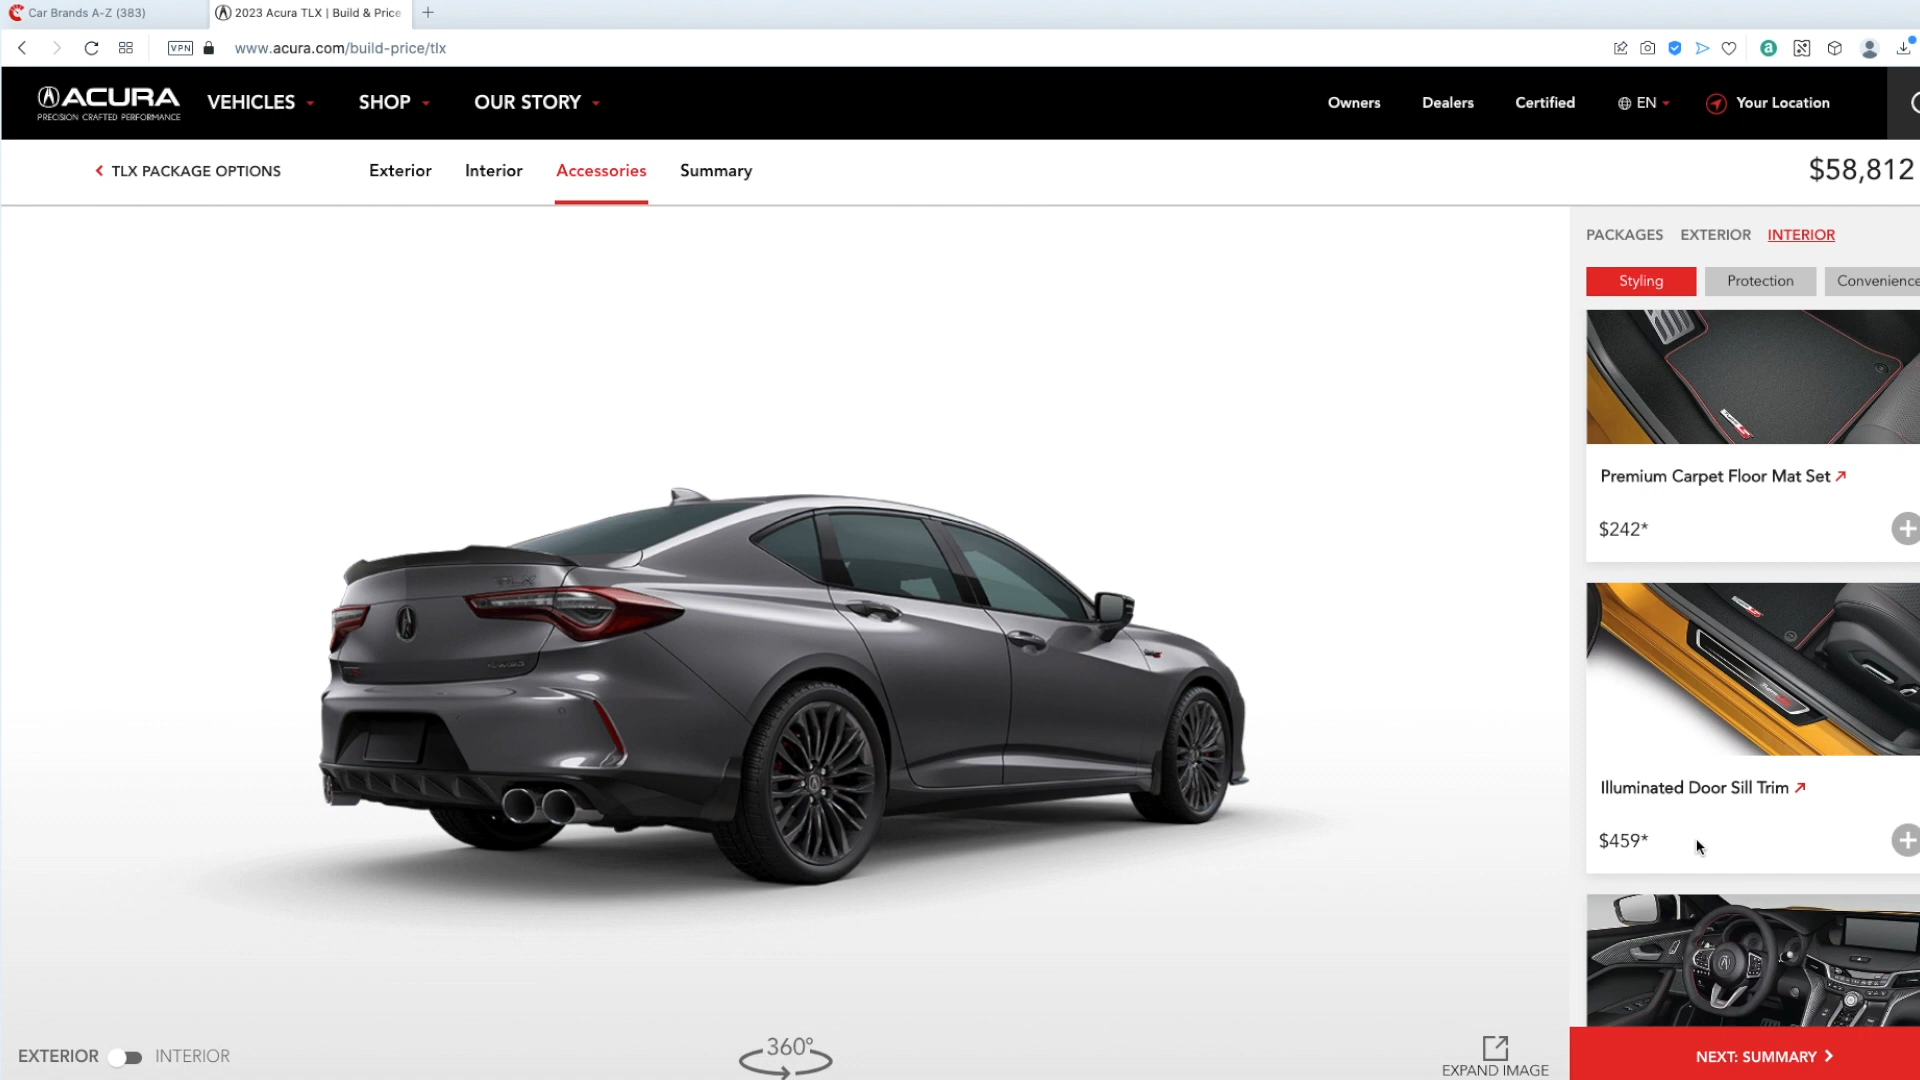 Car Brands A-Z (383)
2023 Acura TLX | Build & Price
VPN
www.acura.com/build-price/tlx
ACURA
PRECISION CRAFTED PERFORMANCE
VEHICLES
SHOP
OUR STORY
Owners
Dealers
Certified
EN
Your Location
TLX PACKAGE OPTIONS
Exterior
Interior
Accessories
Summary
$58,812
PACKAGES
EXTERIOR
INTERIOR
Styling
Protection
Convenience
Premium Carpet Floor Mat Set
$242*
Illuminated Door Sill Trim
$459*
TLX
EXTERIOR
INTERIOR
360°
EXPAND IMAGE
NEXT: SUMMARY